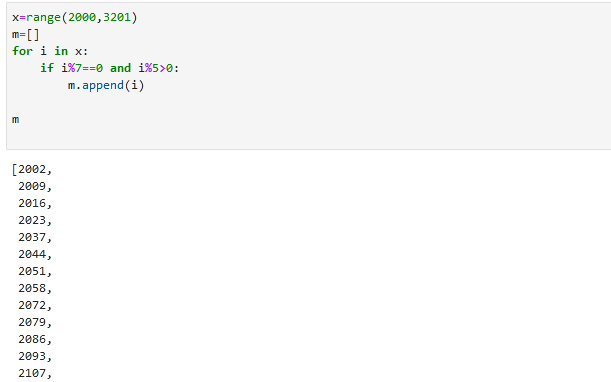 x=range(2000,3201)
m=[]
for i in x:
    if i%7==0 and i%5>0:
        m.append(i)
m
[2002,
 2009,
 2016,
 2023,
 2037,
 2044,
 2051,
 2058,
 2072,
 2079,
 2086,
 2093,
 2107,